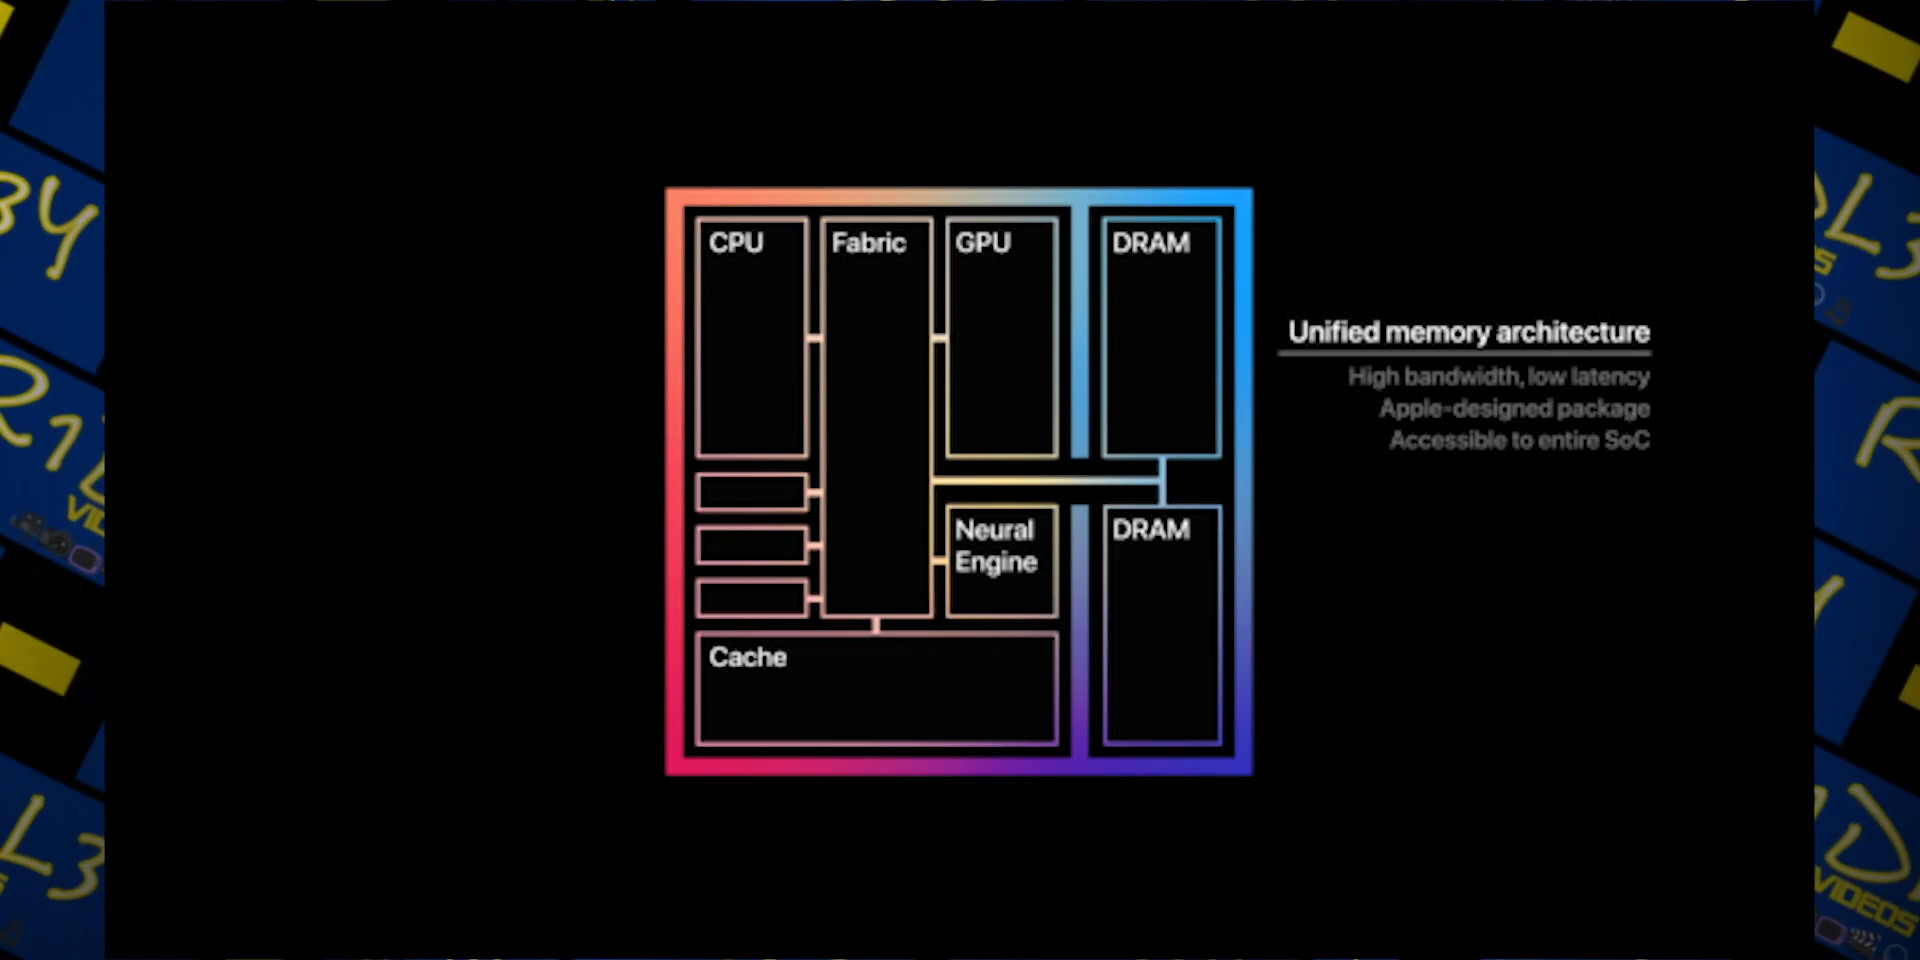 CPU
Fabric
GPU
DRAM
Unified memory architecture
High bandwidth, low latency
Apple-designed package
Accessible to entire SoC
Neural
Engine
DRAM
Cache
VIDEOS